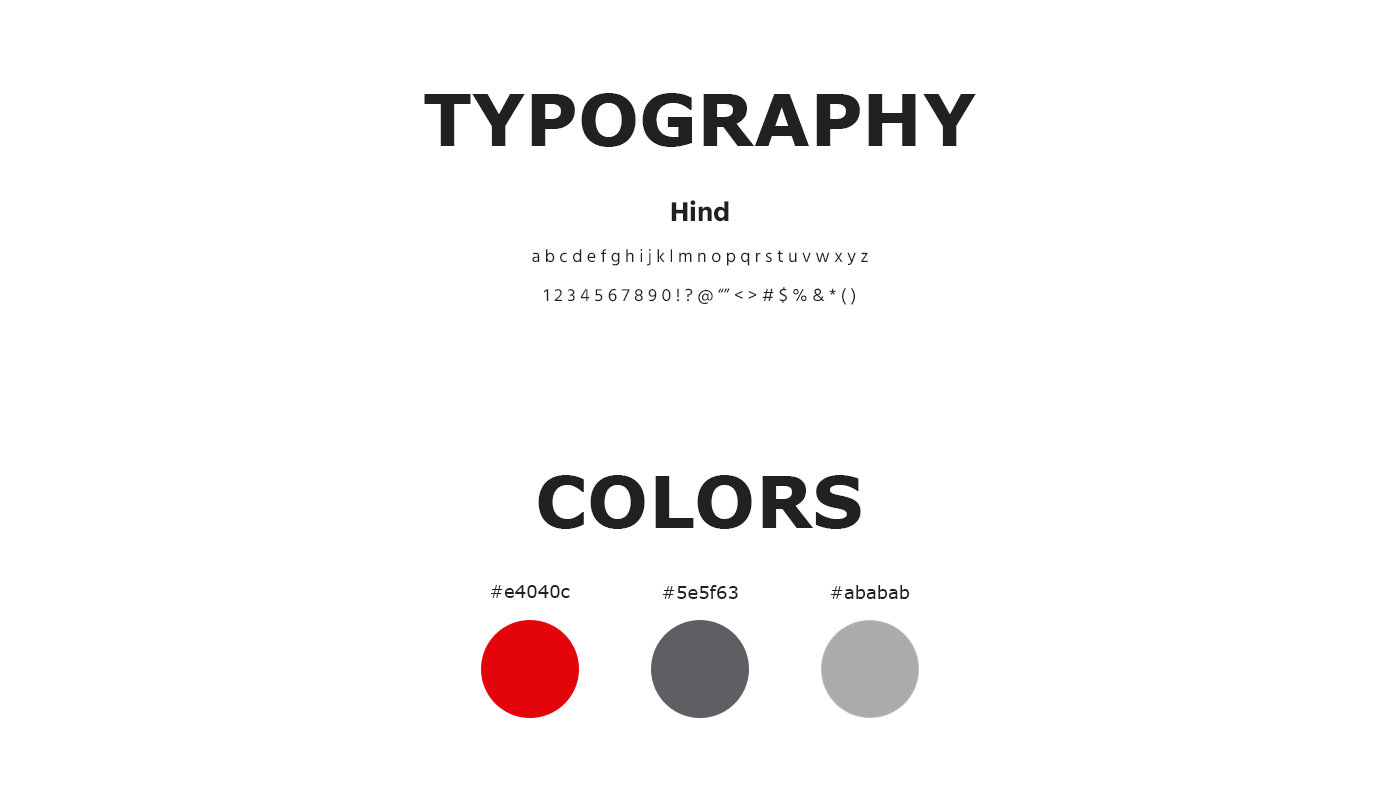 TYPOGRAPHY
Hind
a b c d e f g h i j k l m n o p q r s t u v w x y z
1 2 3 4 5 6 7 8 9 0 ! ? @ “” < > # $ % & * ( )
COLORS
#e4040c #5e5f63 #ababab